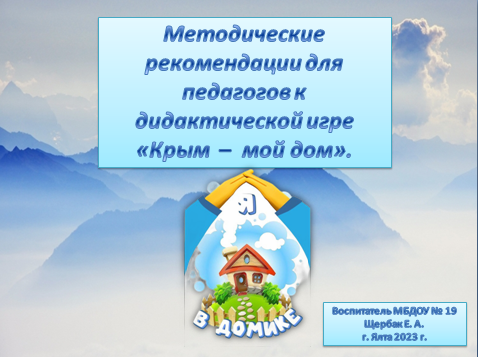 Методические
рекомендации для
педагогов к
дидактической игре
«Крым – мой дом».
Я
В ДОМИКЕ
Воспитатель МБДОУ № 19
Щербак Е. А.
г. Ялта 2023 г.